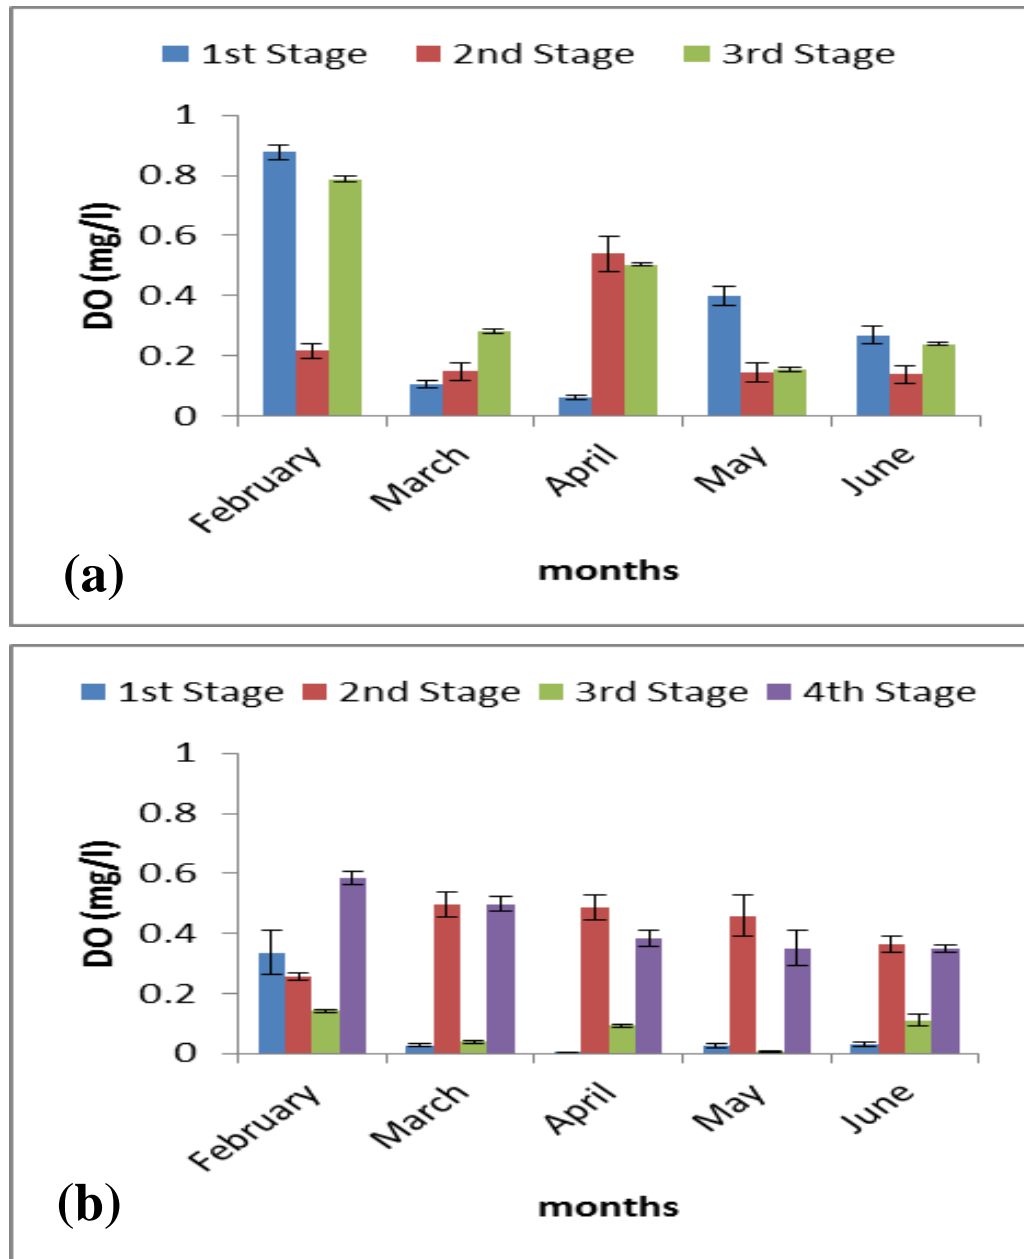 1st Stage 2nd Stage 3rd Stage
1
0.8
0.6
0.4
0.2
0
DO (mg/l)
February March April May June
months
(a)
1st Stage 2nd Stage 3rd Stage 4th Stage
1
0.8
0.6
0.4
0.2
0
DO (mg/l)
February March April May June
months
(b)